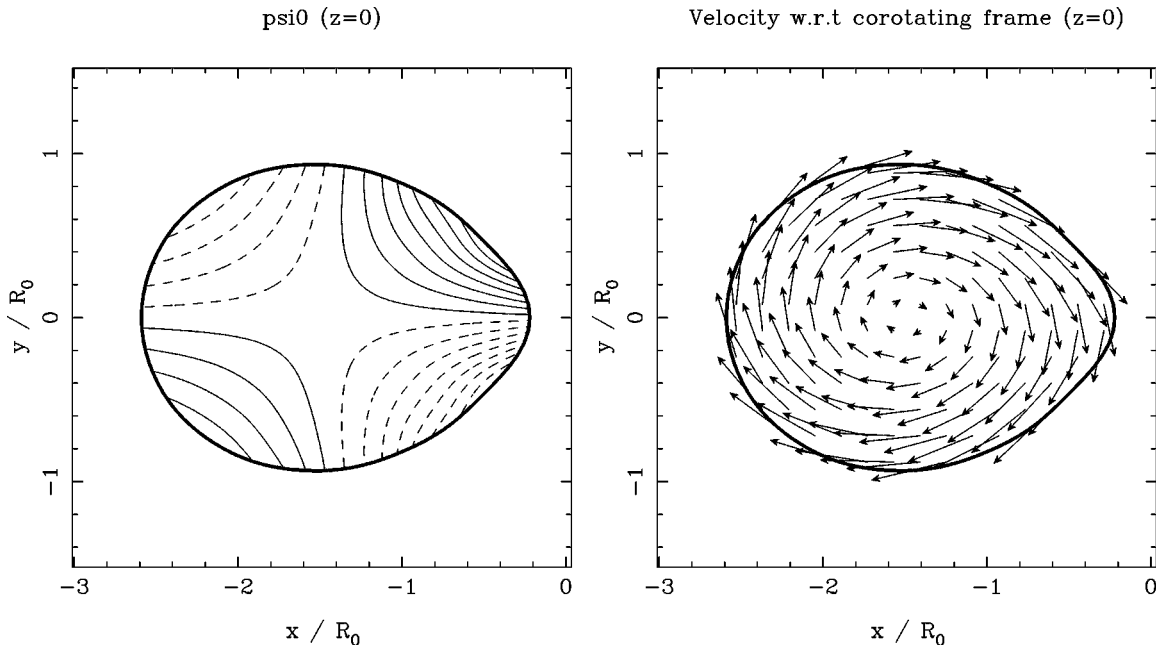 psi0 (z=0)
Velocity w.r.t corotating frame (z=0)
y / R₀
1
0
−1
−3
−2
−1
0
x / R₀
y / R₀
1
0
−1
−3
−2
−1
0
x / R₀